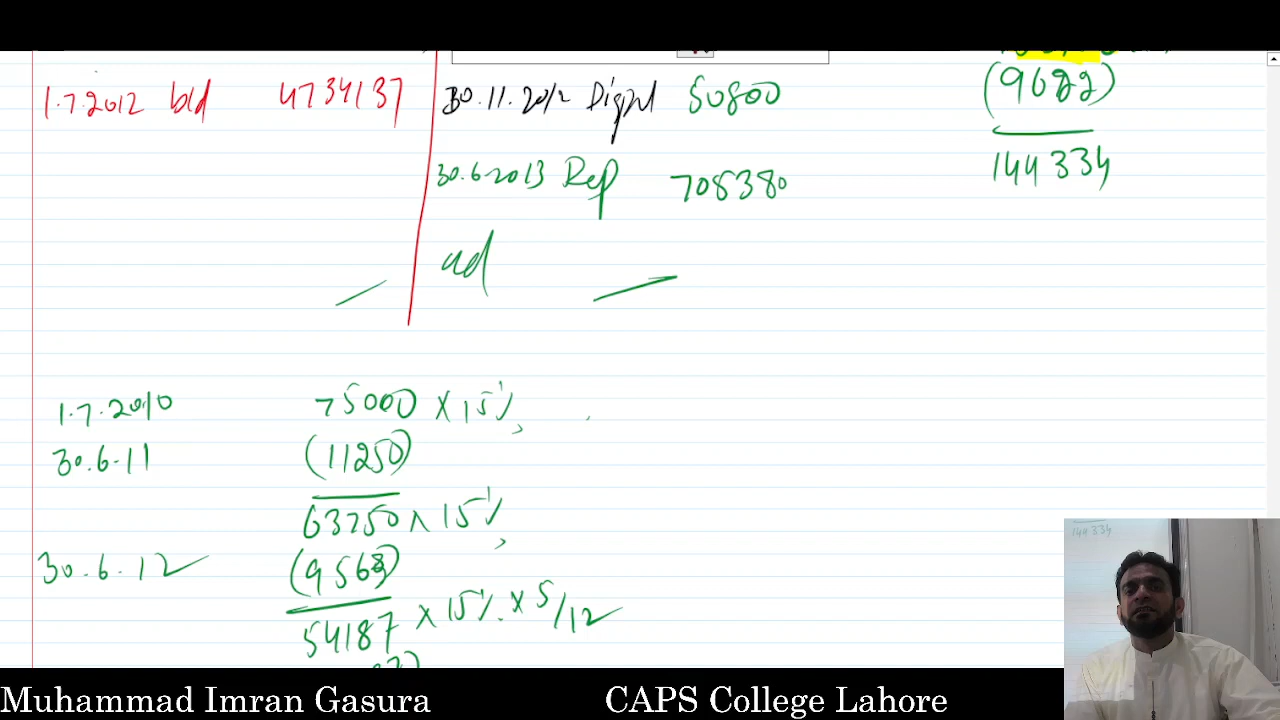 (9622)
1.7.2012 bld 4734137 30.11.2012 50800
144334
30.6.2013 Rep 708380
1.7.2010 75000 x 15%
30.6.11 (11250)
63750 x 15%
30.6.12 (9563)
54187 x 15% x 5/12
144334
Muhammad Imran Gasura CAPS College Lahore